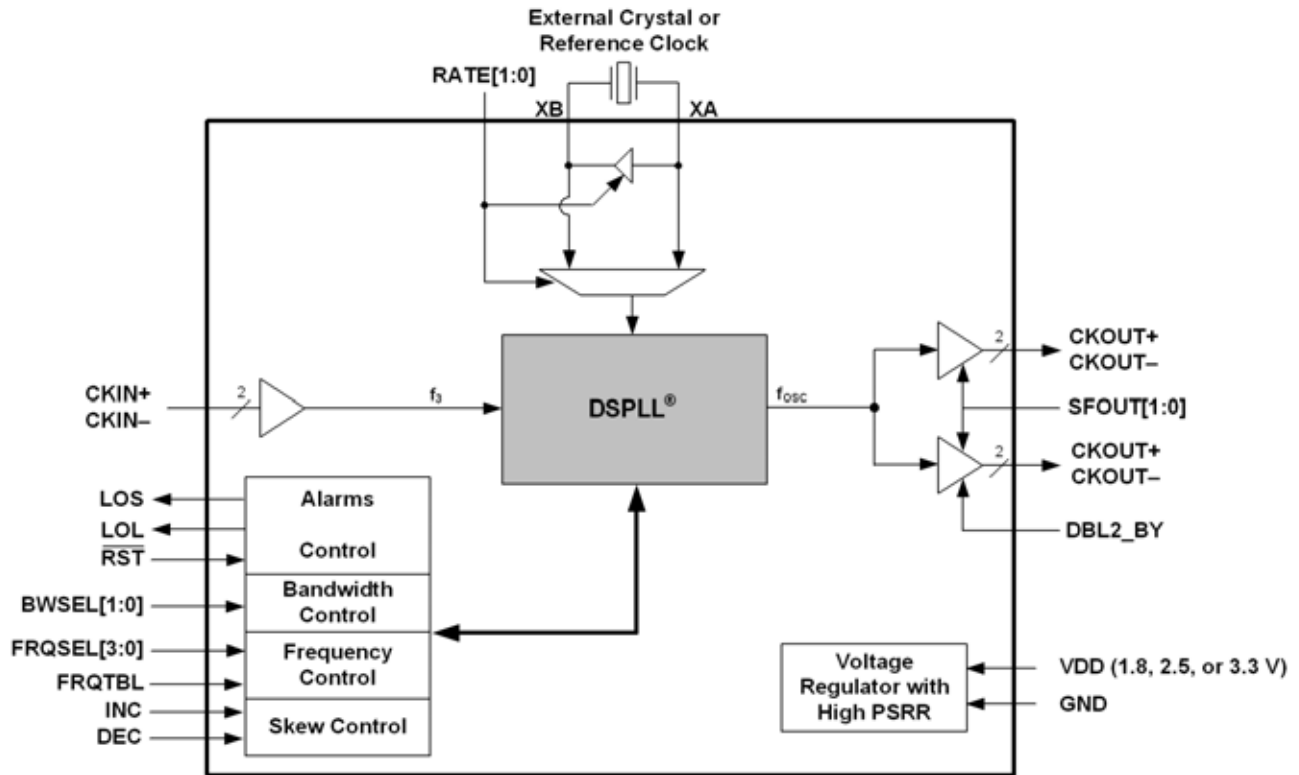 External Crystal or
Reference Clock
RATE[1:0]
XB
XA
CKIN+
CKIN–
2
f3
DSPLL®
fOSC
2
CKOUT+
CKOUT–
SFOUT[1:0]
2
CKOUT+
CKOUT–
DBL2_BY
LOS
LOL
RST
BWSEL[1:0]
FRQSEL[3:0]
FRQTBL
INC
DEC
Alarms
Control
Bandwidth
Control
Frequency
Control
Skew Control
Voltage
Regulator with
High PSRR
VDD (1.8, 2.5, or 3.3 V)
GND